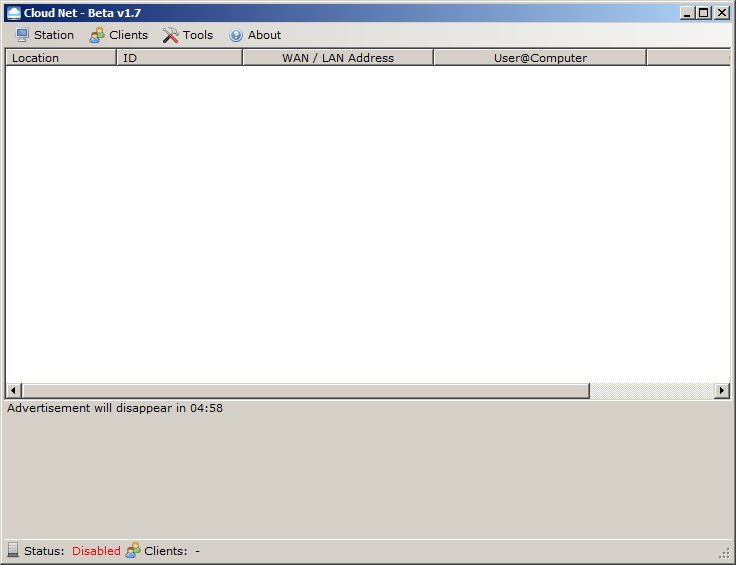 Cloud Net - Beta v1.7
Station Clients Tools About
Location ID WAN / LAN Address User@Computer
Advertisement will disappear in 04:58
Status: Disabled Clients: -